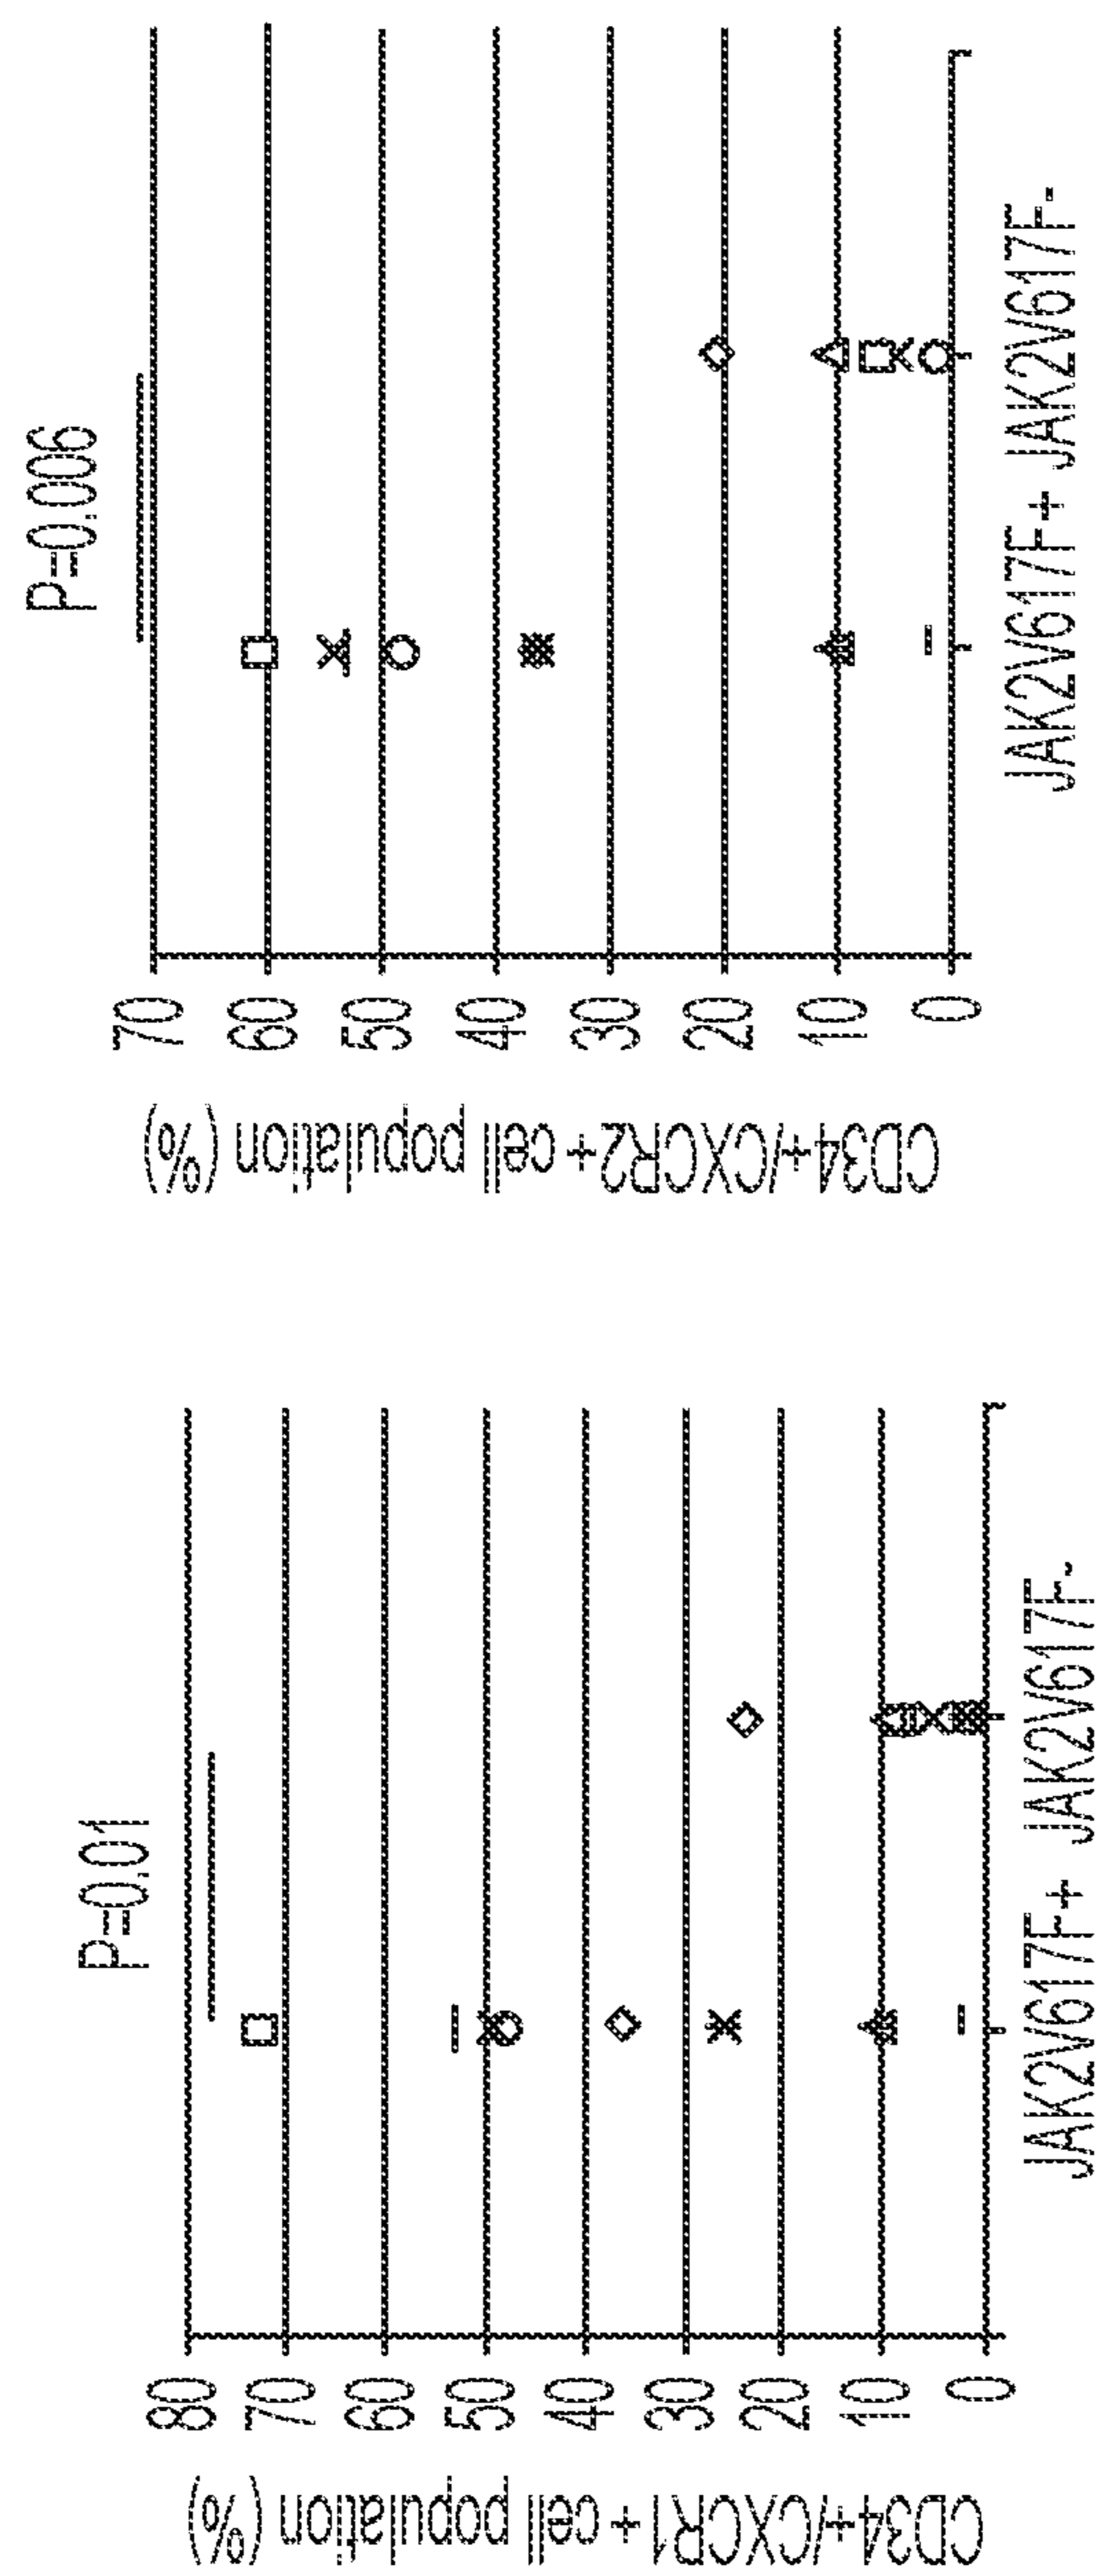 P=0.01
80
70
60
50
40
30
20
10
0
CD34+/CXCR1+ cell population (%)
JAK2V617F+ JAK2V617F-
P=0.006
70
60
50
40
30
20
10
0
CD34+/CXCR2+ cell population (%)
JAK2V617F+ JAK2V617F-